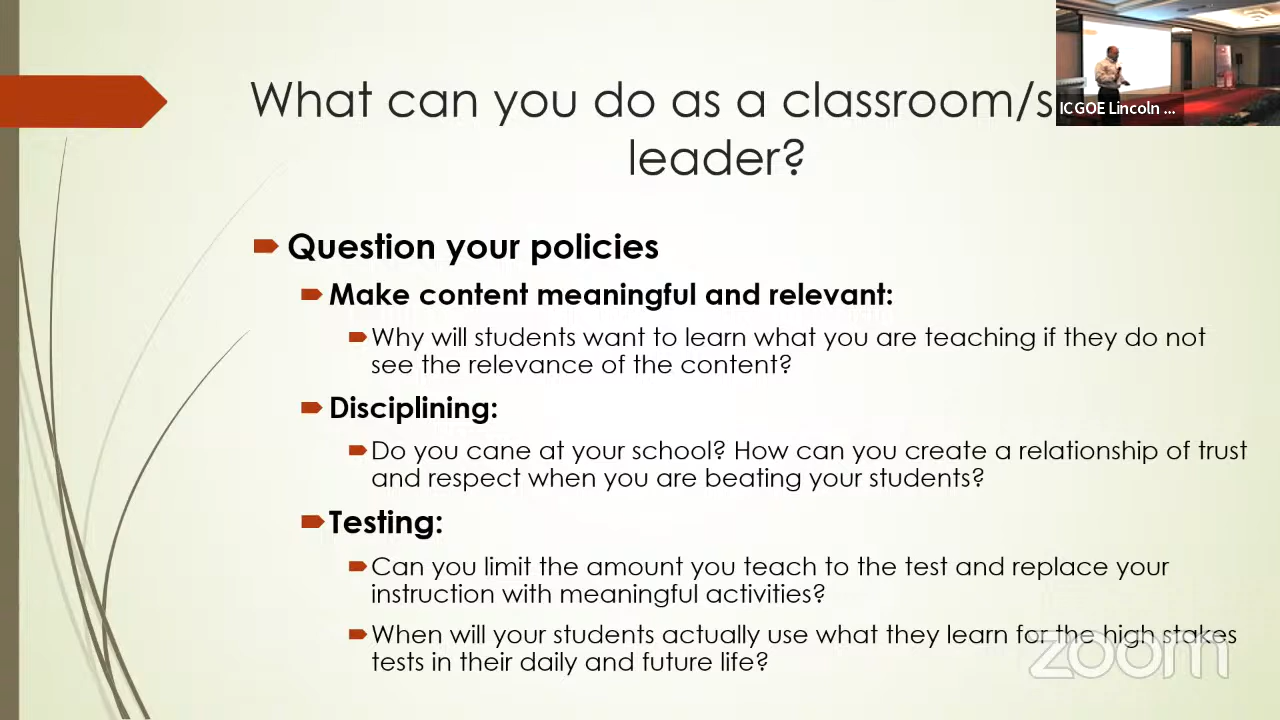 What can you do as a classroom/s
leader?
Question your policies
Make content meaningful and relevant:
Why will students want to learn what you are teaching if they do not
see the relevance of the content?
Disciplining:
Do you cane at your school? How can you create a relationship of trust
and respect when you are beating your students?
Testing:
Can you limit the amount you teach to the test and replace your
instruction with meaningful activities?
When will your students actually use what they learn for the high stakes
tests in their daily and future life?
ICGOE Lincoln ...
zoom